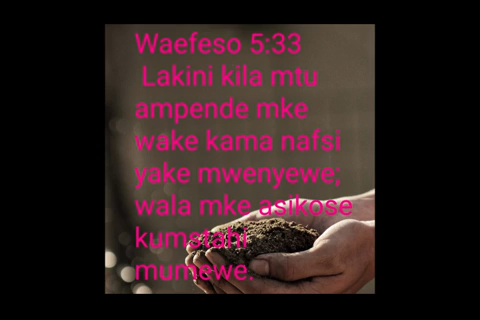 Waefeso 5:33
Lakini kila mtu
ampende mke
wake kama nafsi
yake mwenyewe;
wala mke asikose
kumstahi
mumewe.